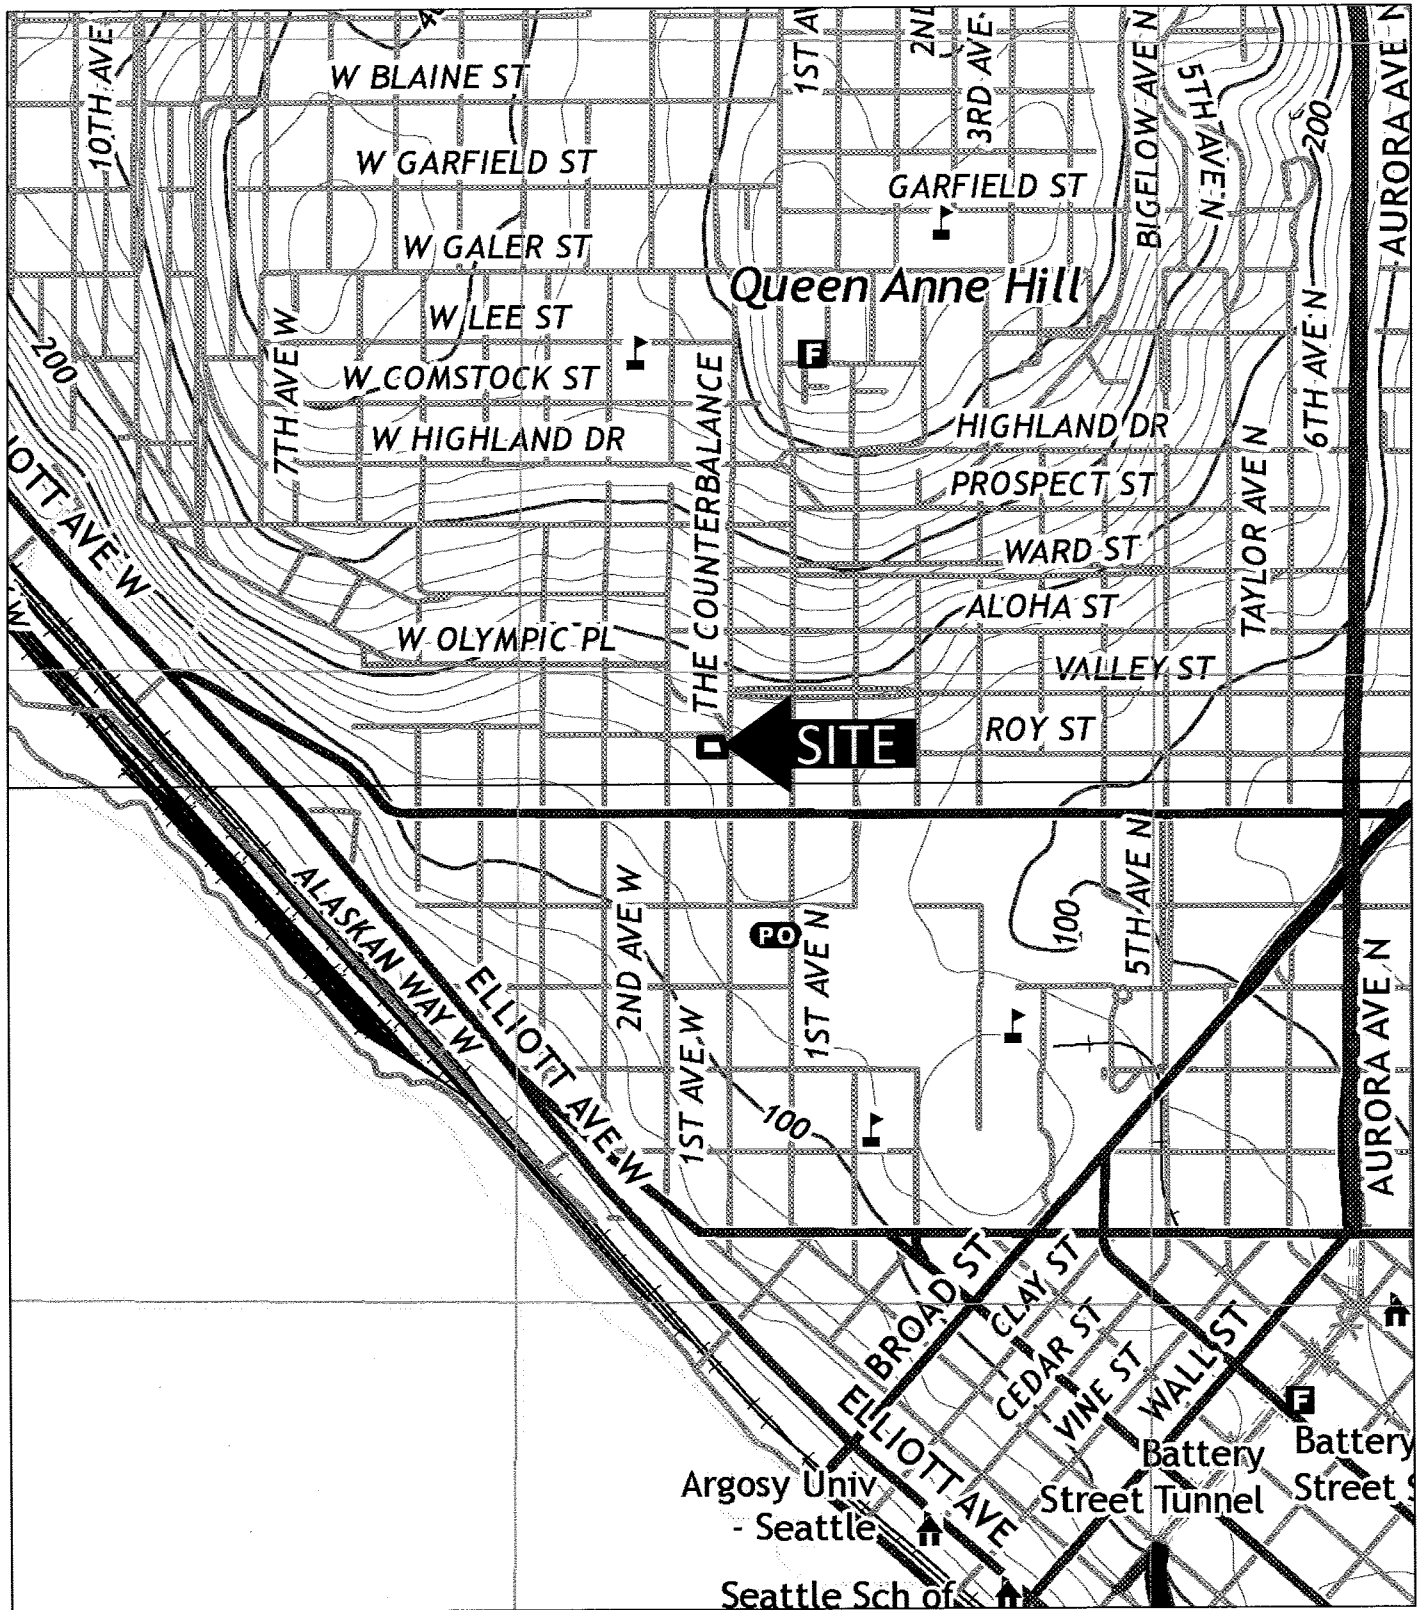 10TH AVE
W BLAINE ST
1ST AV
2ND
3RD AVE
BIGELOW AVE N
5TH AVE N
200
AURORA AVE N
W GARFIELD ST
GARFIELD ST
W GALER ST
Queen Anne Hill
W LEE ST
7TH AVE W
F
6TH AVE N
200
W COMSTOCK ST
THE COUNTERBALANCE
W HIGHLAND DR
HIGHLAND DR
TAYLOR AVE N
IOTT AVE W
PROSPECT ST
WARD ST
ALOHA ST
W
W OLYMPIC PL
VALLEY ST
ROY ST
SITE
ALASKAN WAY W
2ND AVE W
PO
1ST AVE N
100
5TH AVE N
ELLIOTT AVE W
1ST AVE W
100
AURORA AVE N
BROAD ST
CLAY ST
CEDAR ST
VINE ST
WALL ST
F
ELLIOTT AVE
Battery
Street Tunnel
Battery
Street S
Argosy Univ
- Seattle
Seattle Sch of